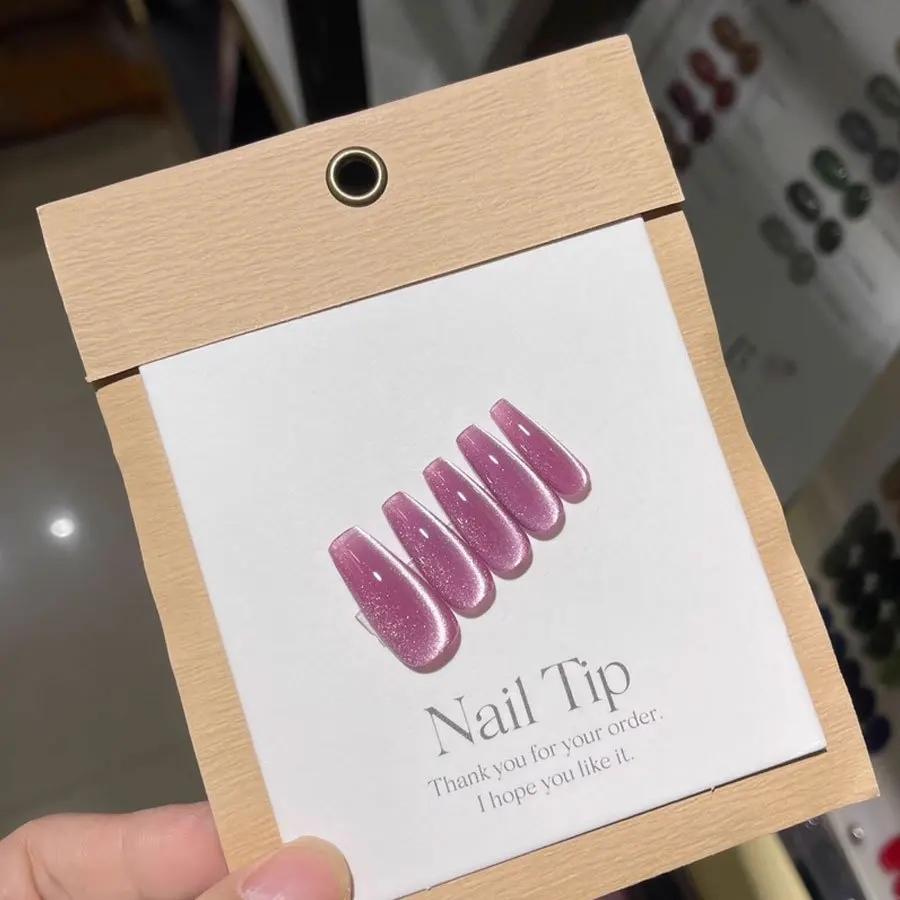 Nail Tip
Thank you for your order.
I hope you like it.